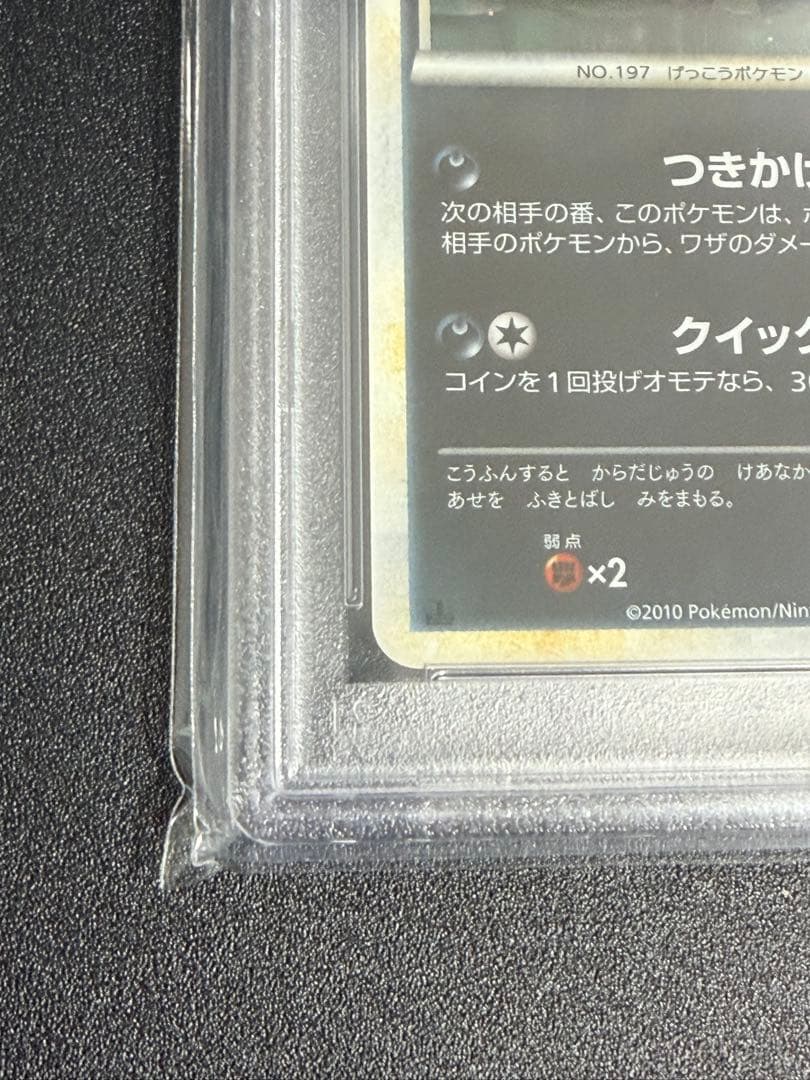 NO.197 げっこうポケモン
つきかげ
次の相手の番、このポケモンは、
相手のポケモンから、ワザのダメー
クイック
コインを1回投げオモテなら、30
こうふんすると からだじゅうの けあなか
あせを ふきとばし みをまもる。
弱点
×2
©2010 Pokémon/Nin